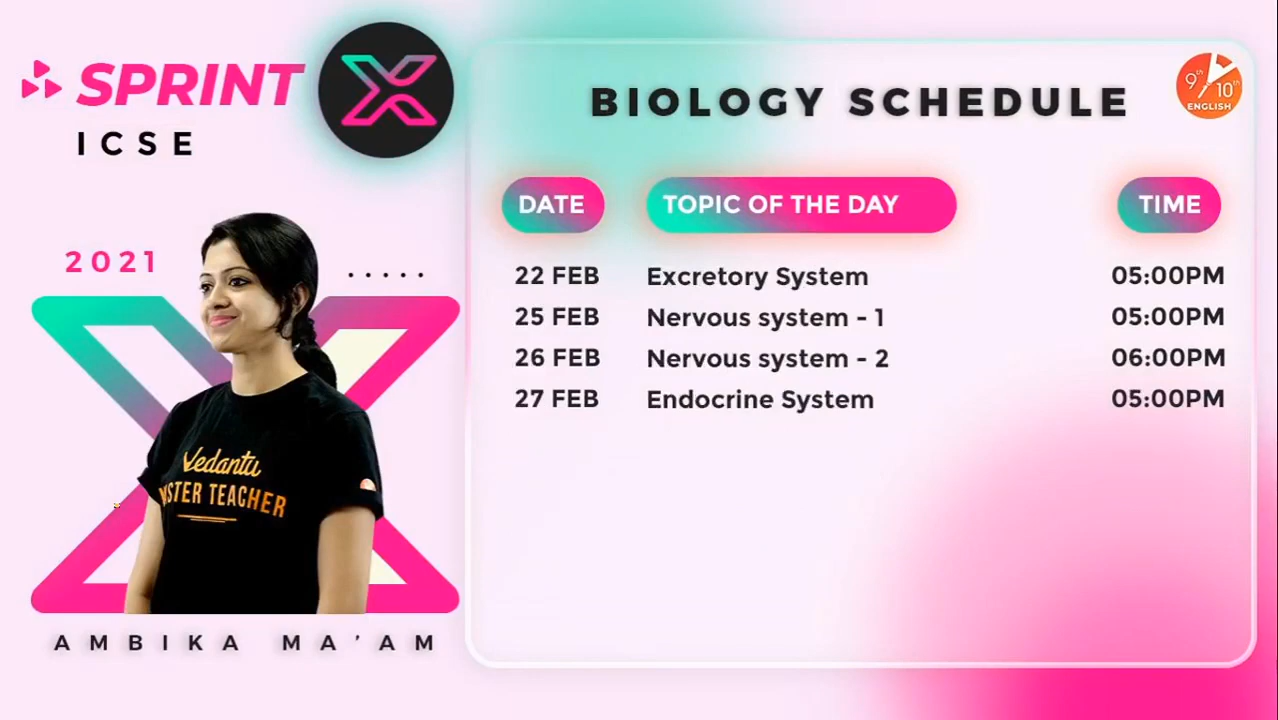 SPRINT
ICSE
2021
Vedantu
STER TEACHER
AMBIKA MA'AM
BIOLOGY SCHEDULE
9th 10th
ENGLISH
DATE TOPIC OF THE DAY TIME
22 FEB Excretory System 05:00PM
25 FEB Nervous system - 1 05:00PM
26 FEB Nervous system - 2 06:00PM
27 FEB Endocrine System 05:00PM